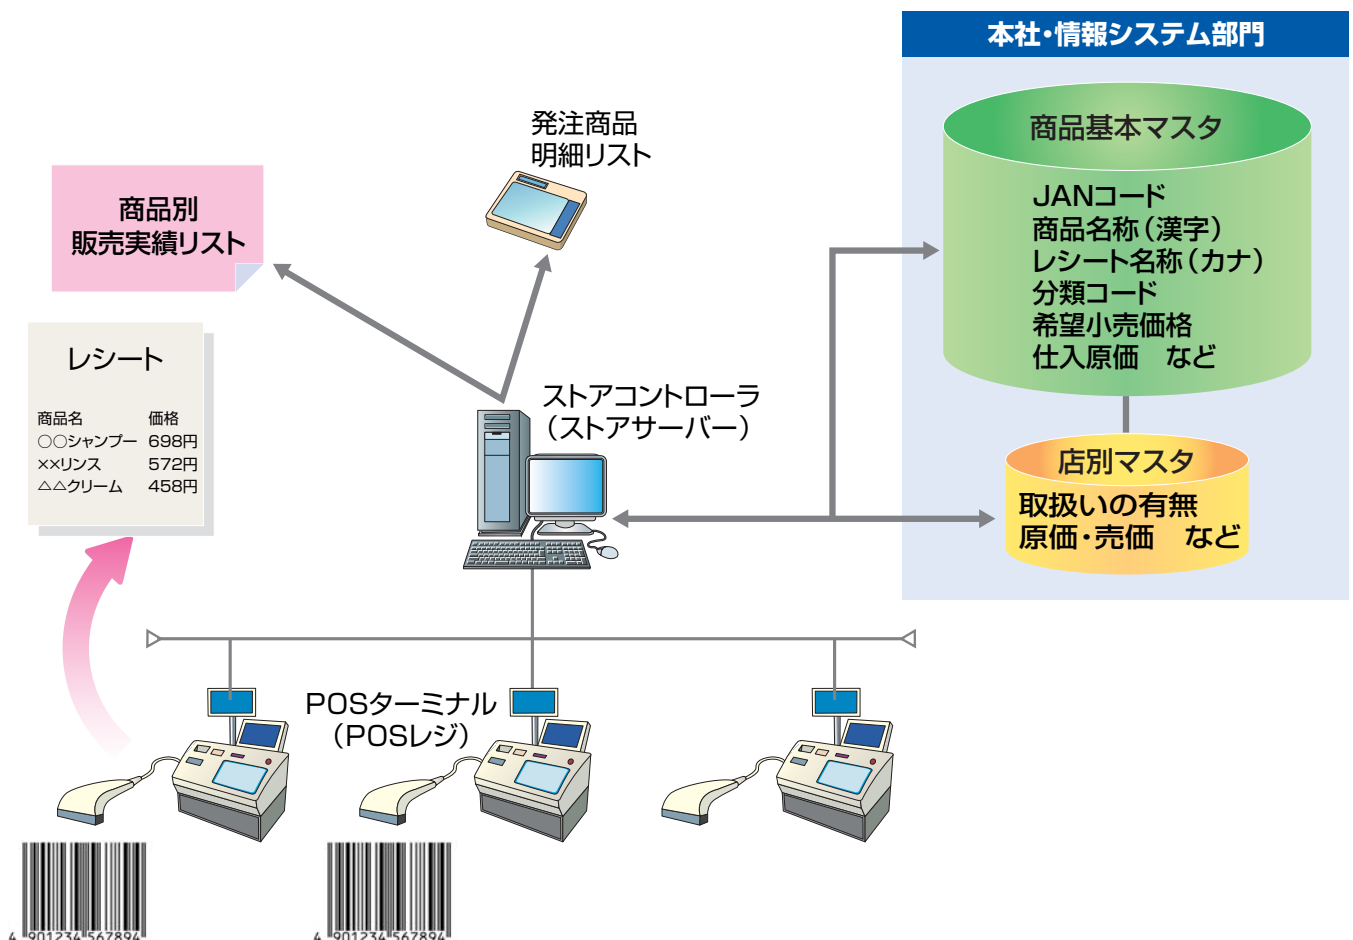 本社・情報システム部門
商品基本マスタ
JANコード
商品名称（漢字）
レシート名称（カナ）
分類コード
希望小売価格
仕入原価　など
店別マスタ
取扱いの有無
原価・売価　など
発注商品
明細リスト
商品別
販売実績リスト
レシート
商品名 価格
○○シャンプー 698円
××リンス 572円
△△クリーム 458円
ストアコントローラ
（ストアサーバー）
POSターミナル
（POSレジ）
4 901234 567894
4 901234 567894